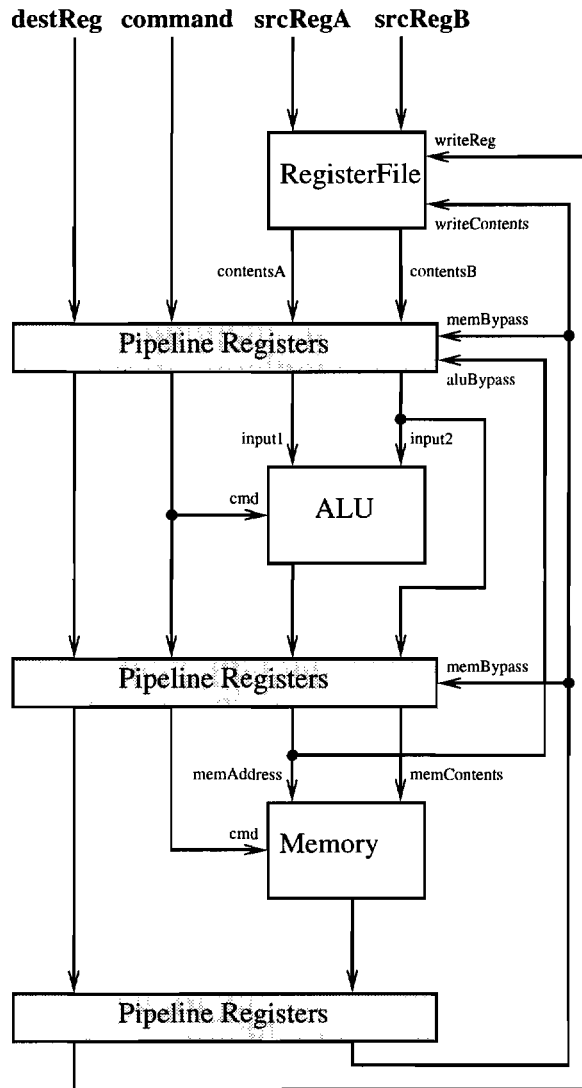 destReg command srcRegA srcRegB
writeReg
RegisterFile
writeContents
contentsA contentsB
memBypass
Pipeline Registers
aluBypass
input1 input2
cmd ALU
memBypass
Pipeline Registers
memAddress memContents
cmd Memory
Pipeline Registers